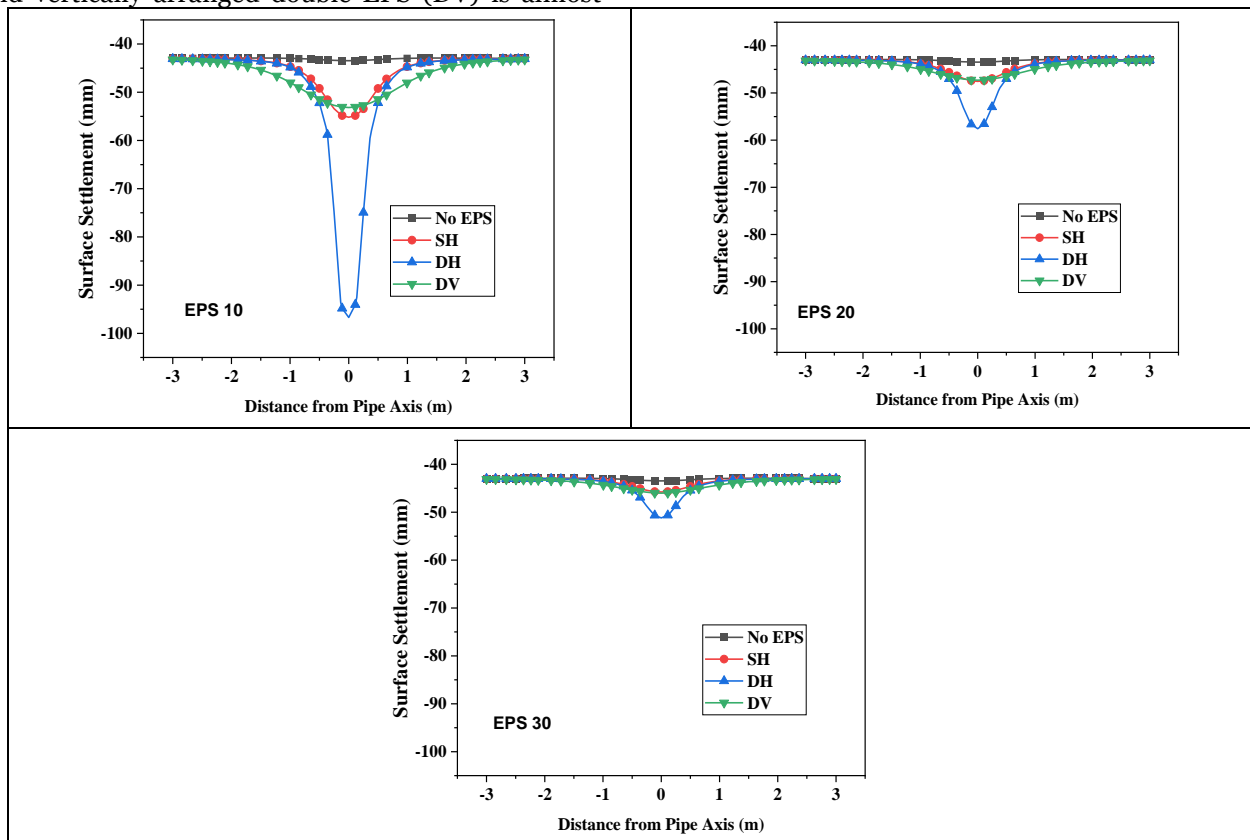 nd vertically arranged double EPS (DV) is almost
-40
-50
-60
-70
-80
-90
-100
Surface Settlement (mm)
No EPS
SH
DH
DV
EPS 10
-3 -2 -1 0 1 2 3
Distance from Pipe Axis (m)
-40
-50
-60
-70
-80
-90
-100
Surface Settlement (mm)
No EPS
SH
DH
DV
EPS 20
-3 -2 -1 0 1 2 3
Distance from Pipe Axis (m)
-40
-50
-60
-70
-80
-90
-100
Surface Settlement (mm)
No EPS
SH
DH
DV
EPS 30
-3 -2 -1 0 1 2 3
Distance from Pipe Axis (m)